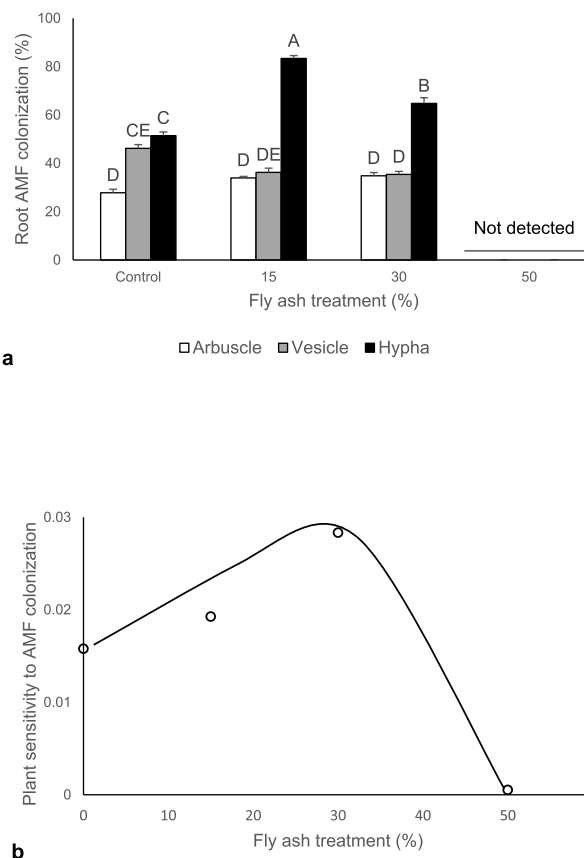 Root AMF colonization (%)
100
80
60
40
20
0
D
CE
C
D
DE
A
D
D
B
Not detected
Control
15
30
50
Fly ash treatment (%)
Arbuscle
Vesicle
Hypha
a
Plant sensitivity to AMF colonization
0.03
0.02
0.01
0
0
10
20
30
40
50
Fly ash treatment (%)
b